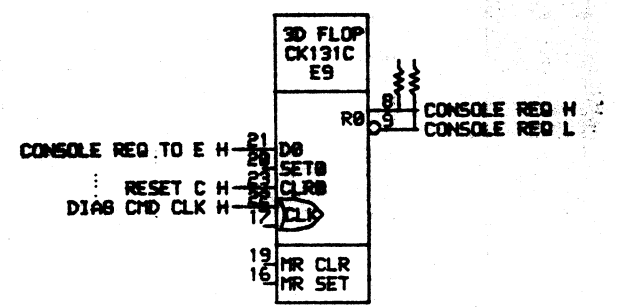 3D FLOP
CK131C
E9
R0
8 CONSOLE REQ H
9 CONSOLE REQ L
CONSOLE REQ TO E H 21 D0
SET0
RESET C H CLR0
DIAG CMD CLK H CLK
17
19 MR CLR
16 MR SET